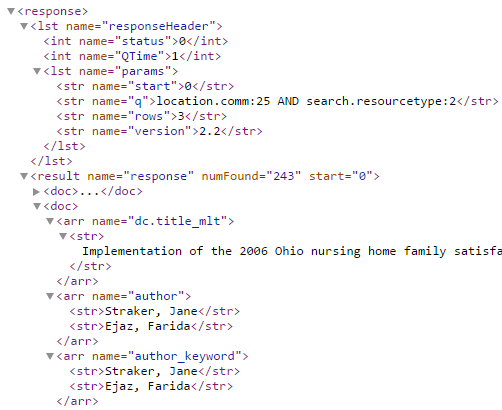 ▼<response>
▼<lst name="responseHeader">
<int name="status">0</int>
<int name="QTime">1</int>
▼<lst name="params">
<str name="start">0</str>
<str name="q">location.comm:25 AND search.resourcetype:2</str>
<str name="rows">3</str>
<str name="version">2.2</str>
</lst>
</lst>
▼<result name="response" numFound="243" start="0">
▶<doc>...</doc>
▼<doc>
▼<arr name="dc.title_mlt">
▼<str>
Implementation of the 2006 Ohio nursing home family satisfa
</str>
</arr>
▼<arr name="author">
<str>Straker, Jane</str>
<str>Ejaz, Farida</str>
</arr>
▼<arr name="author_keyword">
<str>Straker, Jane</str>
<str>Ejaz, Farida</str>
</arr>